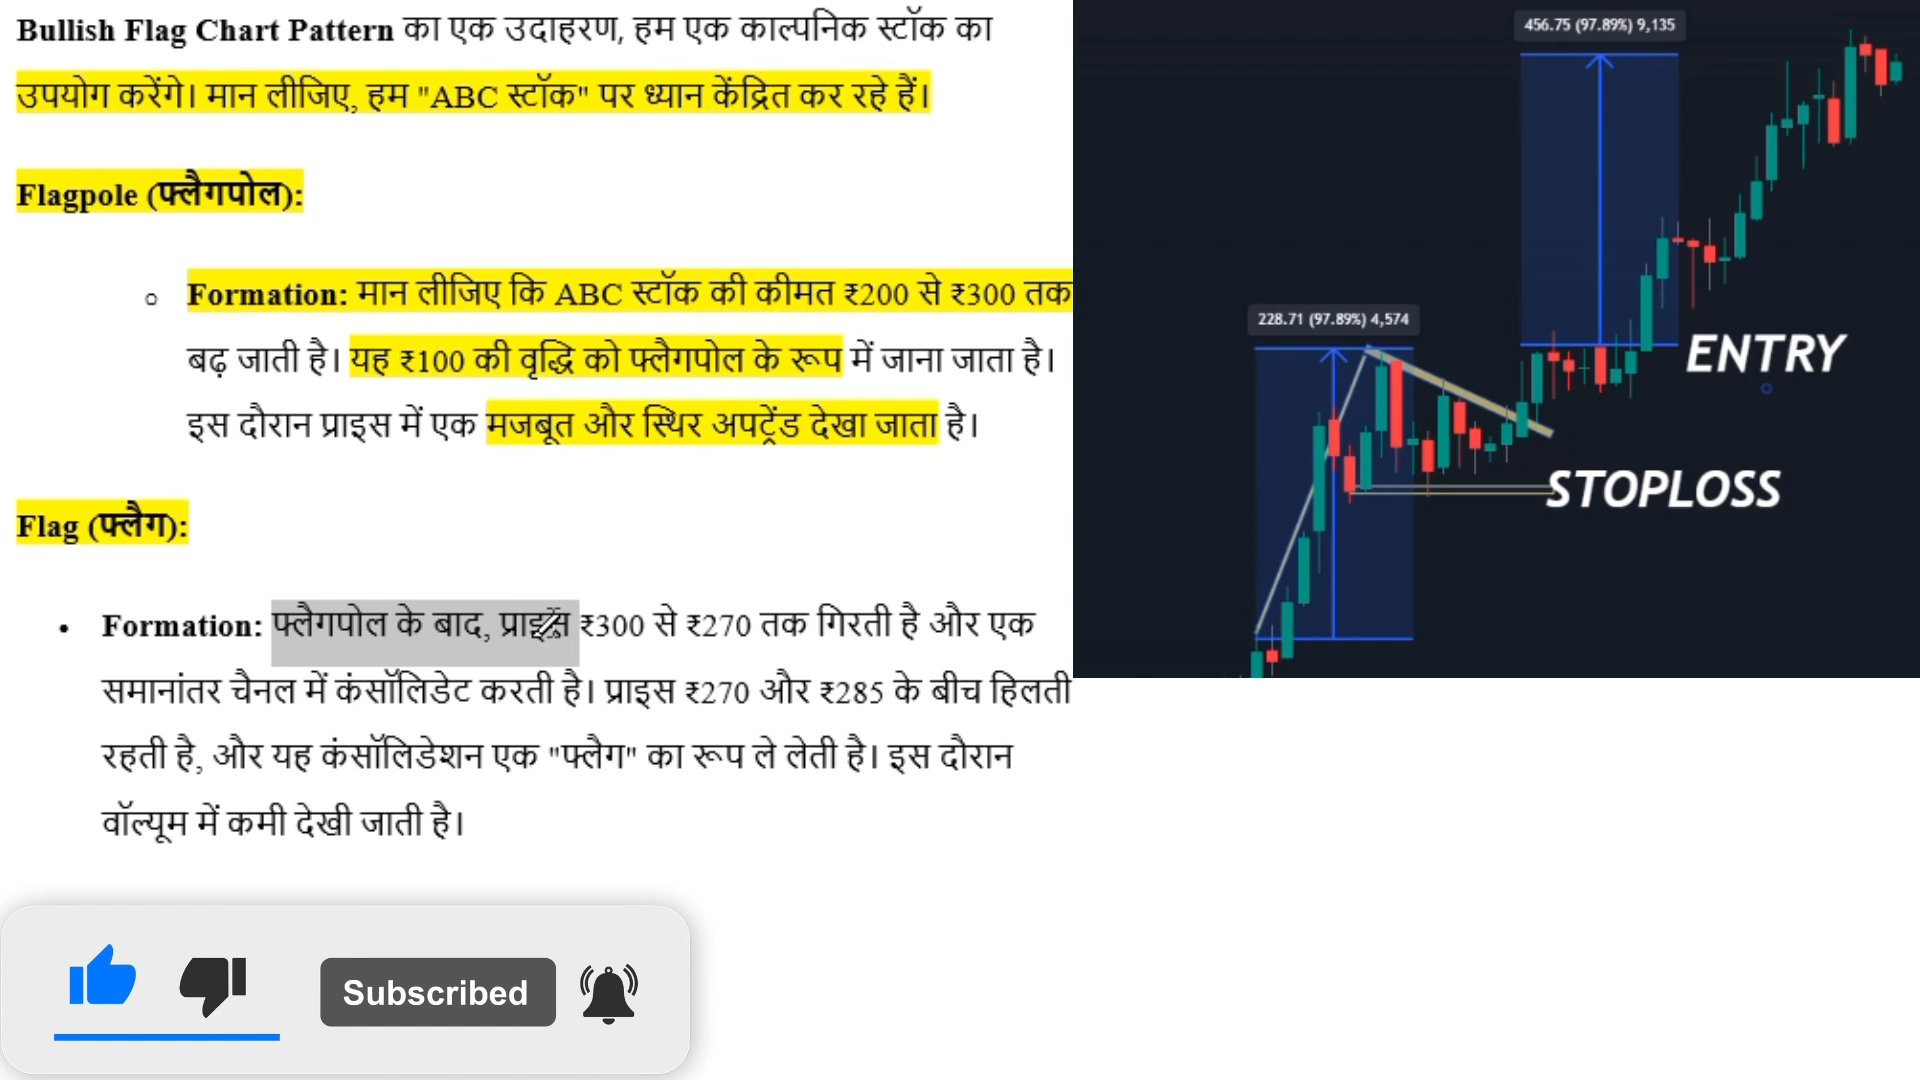 Bullish Flag Chart Pattern का एक उदाहरण, हम एक काल्पनिक स्टॉक का
उपयोग करेंगे। मान लीजिए, हम "ABC स्टॉक" पर ध्यान केंद्रित कर रहे हैं।
Flagpole (फ्लैगपोल):
Formation: मान लीजिए कि ABC स्टॉक की कीमत ₹200 से ₹300 तक
बढ़ जाती है। यह ₹100 की वृद्धि को फ्लैगपोल के रूप में जाना जाता है।
इस दौरान प्राइस में एक मजबूत और स्थिर अपट्रेंड देखा जाता है।
Flag (फ्लैग):
Formation: फ्लैगपोल के बाद, प्राइस ₹300 से ₹270 तक गिरती है और एक
समानांतर चैनल में कंसॉलिडेट करती है। प्राइस ₹270 और ₹285 के बीच हिलती
रहती है, और यह कंसॉलिडेशन एक "फ्लैग" का रूप ले लेती है। इस दौरान
वॉल्यूम में कमी देखी जाती है।
456.75 (97.89%) 9,135
228.71 (97.89%) 4,574
ENTRY
STOPLOSS
Subscribed